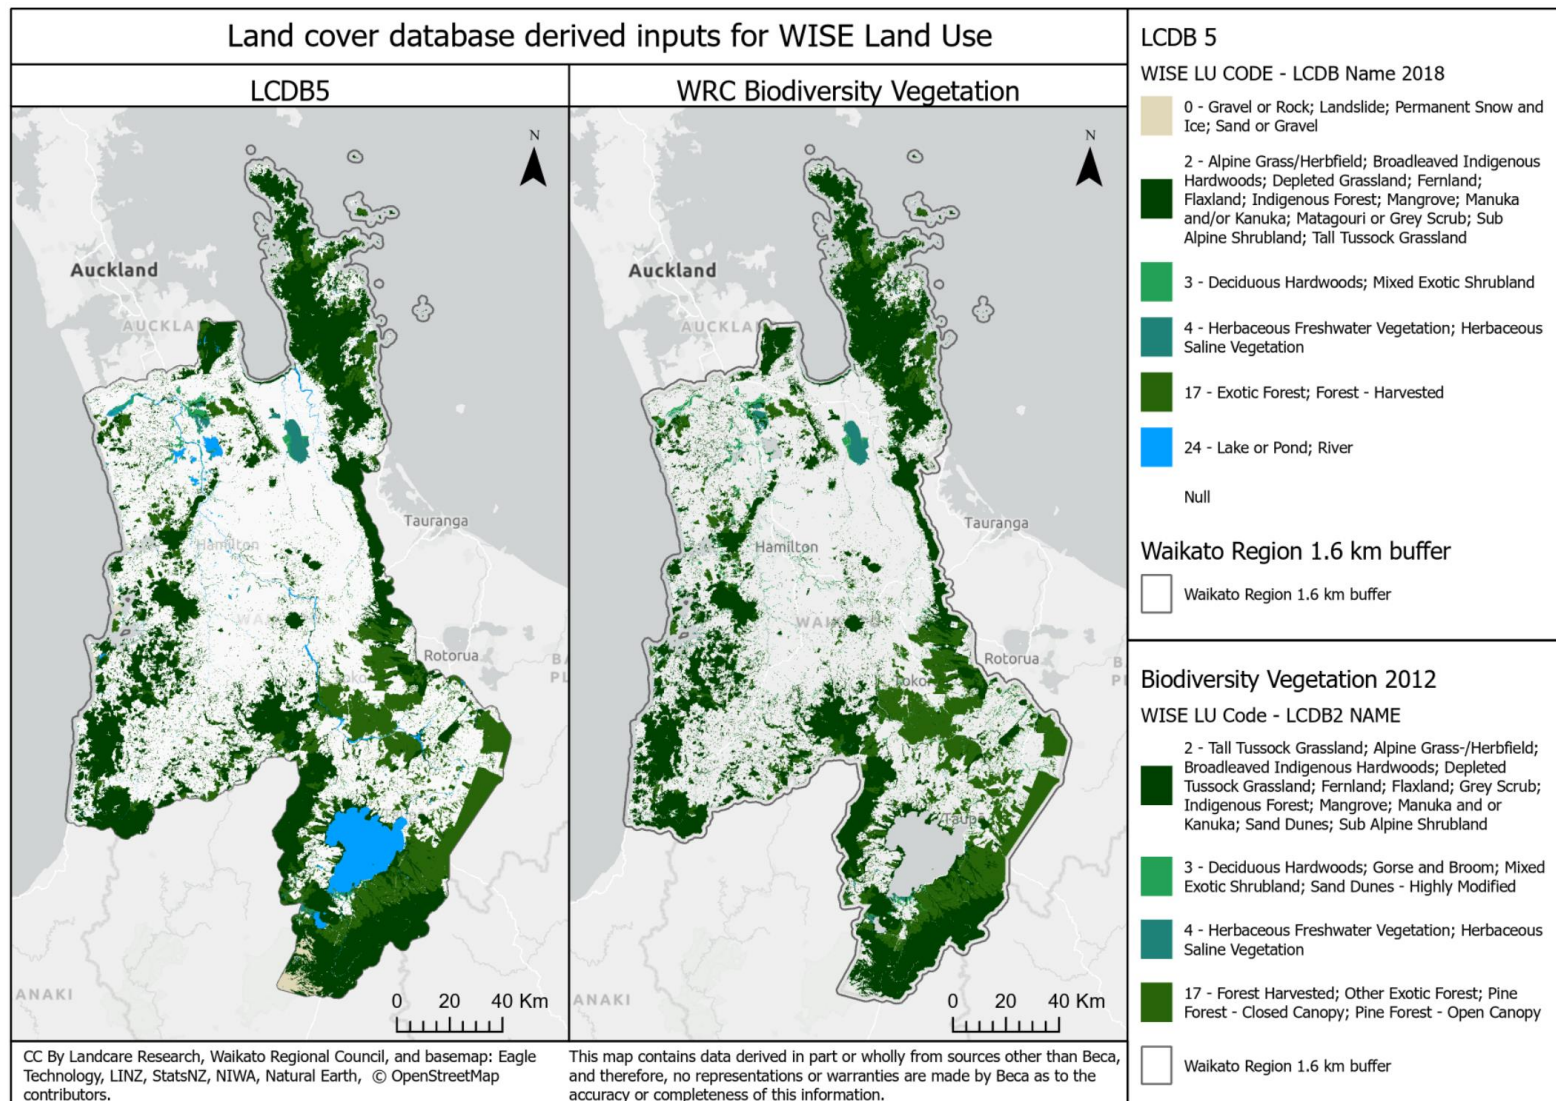 Land cover database derived inputs for WISE Land Use
LCDB5
N
Auckland
AUCKLA
Tauranga
Hamilton
Rotorua
BA
PL
ANAKI
0 20 40 Km
WRC Biodiversity Vegetation
N
Auckland
AUCKLA
Tauranga
Hamilton
Rotorua
B
P
Taup
ANAKI
0 20 40 Km
CC By Landcare Research, Waikato Regional Council, and basemap: Eagle
Technology, LINZ, StatsNZ, NIWA, Natural Earth, © OpenStreetMap
contributors.
This map contains data derived in part or wholly from sources other than Beca,
and therefore, no representations or warranties are made by Beca as to the
accuracy or completeness of this information.
LCDB 5
WISE LU CODE - LCDB Name 2018
0 - Gravel or Rock; Landslide; Permanent Snow and
Ice; Sand or Gravel
2 - Alpine Grass/Herbfield; Broadleaved Indigenous
Hardwoods; Depleted Grassland; Fernland;
Flaxland; Indigenous Forest; Mangrove; Manuka
and/or Kanuka; Matagouri or Grey Scrub; Sub
Alpine Shrubland; Tall Tussock Grassland
3 - Deciduous Hardwoods; Mixed Exotic Shrubland
4 - Herbaceous Freshwater Vegetation; Herbaceous
Saline Vegetation
17 - Exotic Forest; Forest - Harvested
24 - Lake or Pond; River
Null
Waikato Region 1.6 km buffer
Waikato Region 1.6 km buffer
Biodiversity Vegetation 2012
WISE LU Code - LCDB2 NAME
2 - Tall Tussock Grassland; Alpine Grass-/Herbfield;
Broadleaved Indigenous Hardwoods; Depleted
Tussock Grassland; Fernland; Flaxland; Grey Scrub;
Indigenous Forest; Mangrove; Manuka and or
Kanuka; Sand Dunes; Sub Alpine Shrubland
3 - Deciduous Hardwoods; Gorse and Broom; Mixed
Exotic Shrubland; Sand Dunes - Highly Modified
4 - Herbaceous Freshwater Vegetation; Herbaceous
Saline Vegetation
17 - Forest Harvested; Other Exotic Forest; Pine
Forest - Closed Canopy; Pine Forest - Open Canopy
Waikato Region 1.6 km buffer